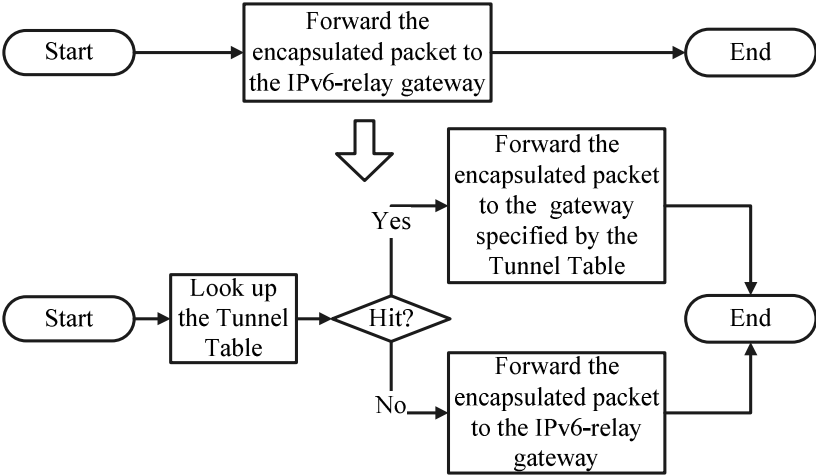 Start
Forward the
encapsulated packet to
the IPv6-relay gateway
End
Forward the
encapsulated packet
to the gateway
specified by the
Tunnel Table
Yes
Start
Look up
the Tunnel
Table
Hit?
End
No
Forward the
encapsulated packet
to the IPv6-relay
gateway